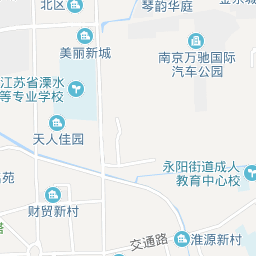 北区
琴韵华庭
美丽新城
南京万驰国际
汽车公园
江苏省溧水
等专业学校
天人佳园
永阳街道成人
教育中心校
苑
财贸新村
交通路
淮源新村